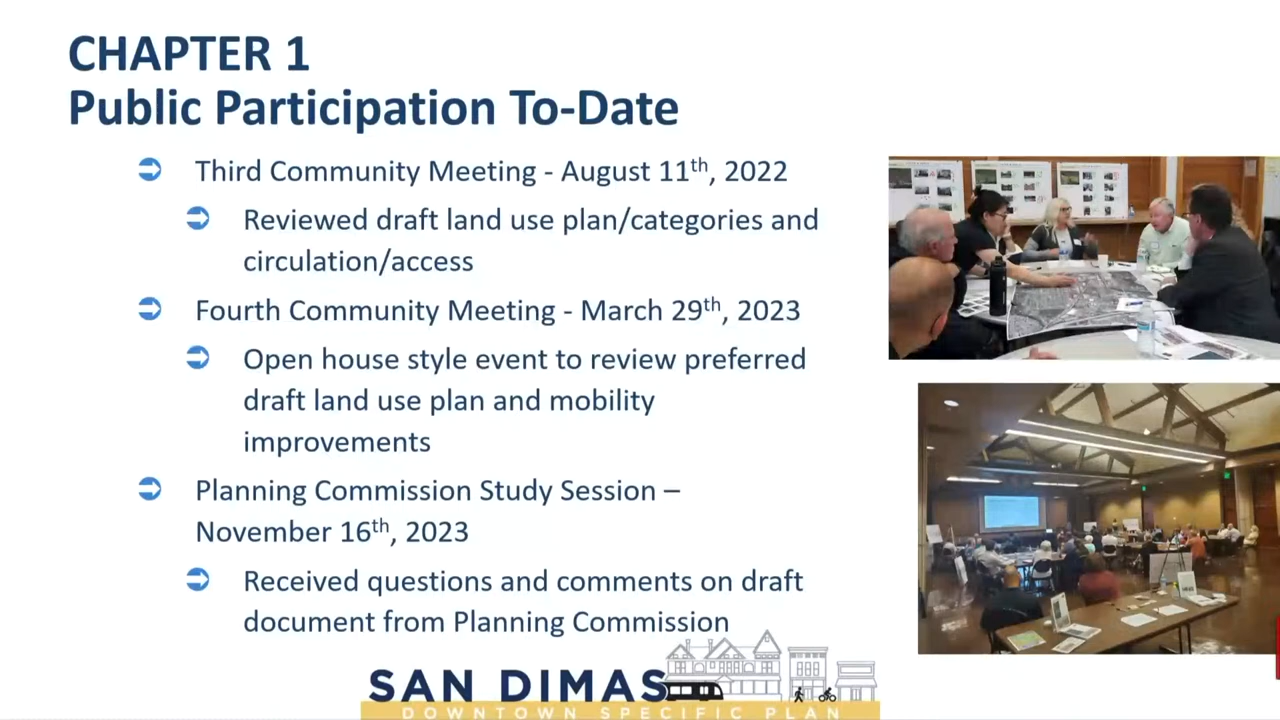 CHAPTER 1
Public Participation To-Date
Third Community Meeting - August 11th, 2022
Reviewed draft land use plan/categories and
circulation/access
Fourth Community Meeting - March 29th, 2023
Open house style event to review preferred
draft land use plan and mobility
improvements
Planning Commission Study Session –
November 16th, 2023
Received questions and comments on draft
document from Planning Commission
SAN DIMAS
DOWNTOWN SPECIFIC PLAN